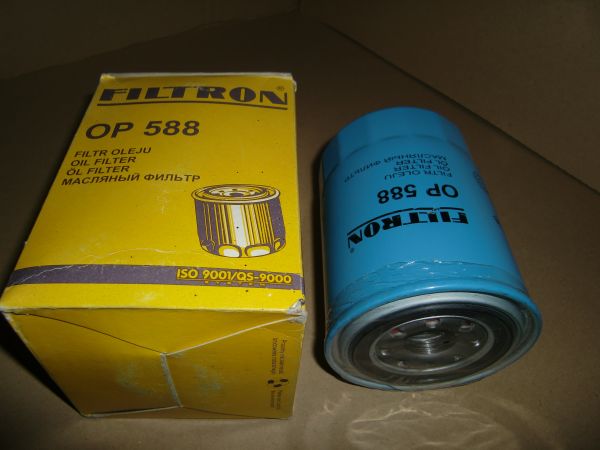 FILTRON®
OP 588
FILTR OLEJU
OIL FILTER
ÖL FILTER
МАСЛЯНЫЙ ФИЛЬТР
ISO 9001/QS-9000
SYSTEM
FILTRON
OP 588
FILTR OLEJU
OIL FILTER
ÖL FILTER
МАСЛЯНЫЙ ФИЛЬТР